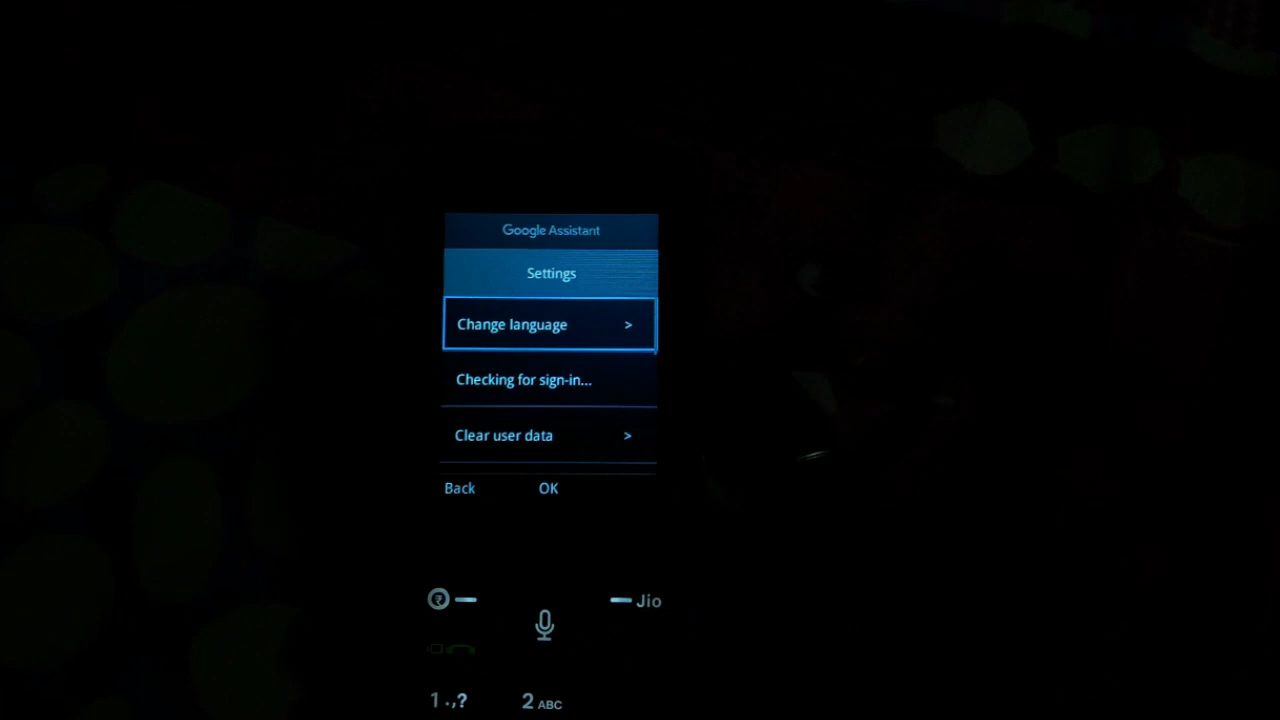 Google Assistant
Settings
Change language >
Checking for sign-in...
Clear user data >
Back OK
₹ Jio
1 .,? 2 ABC